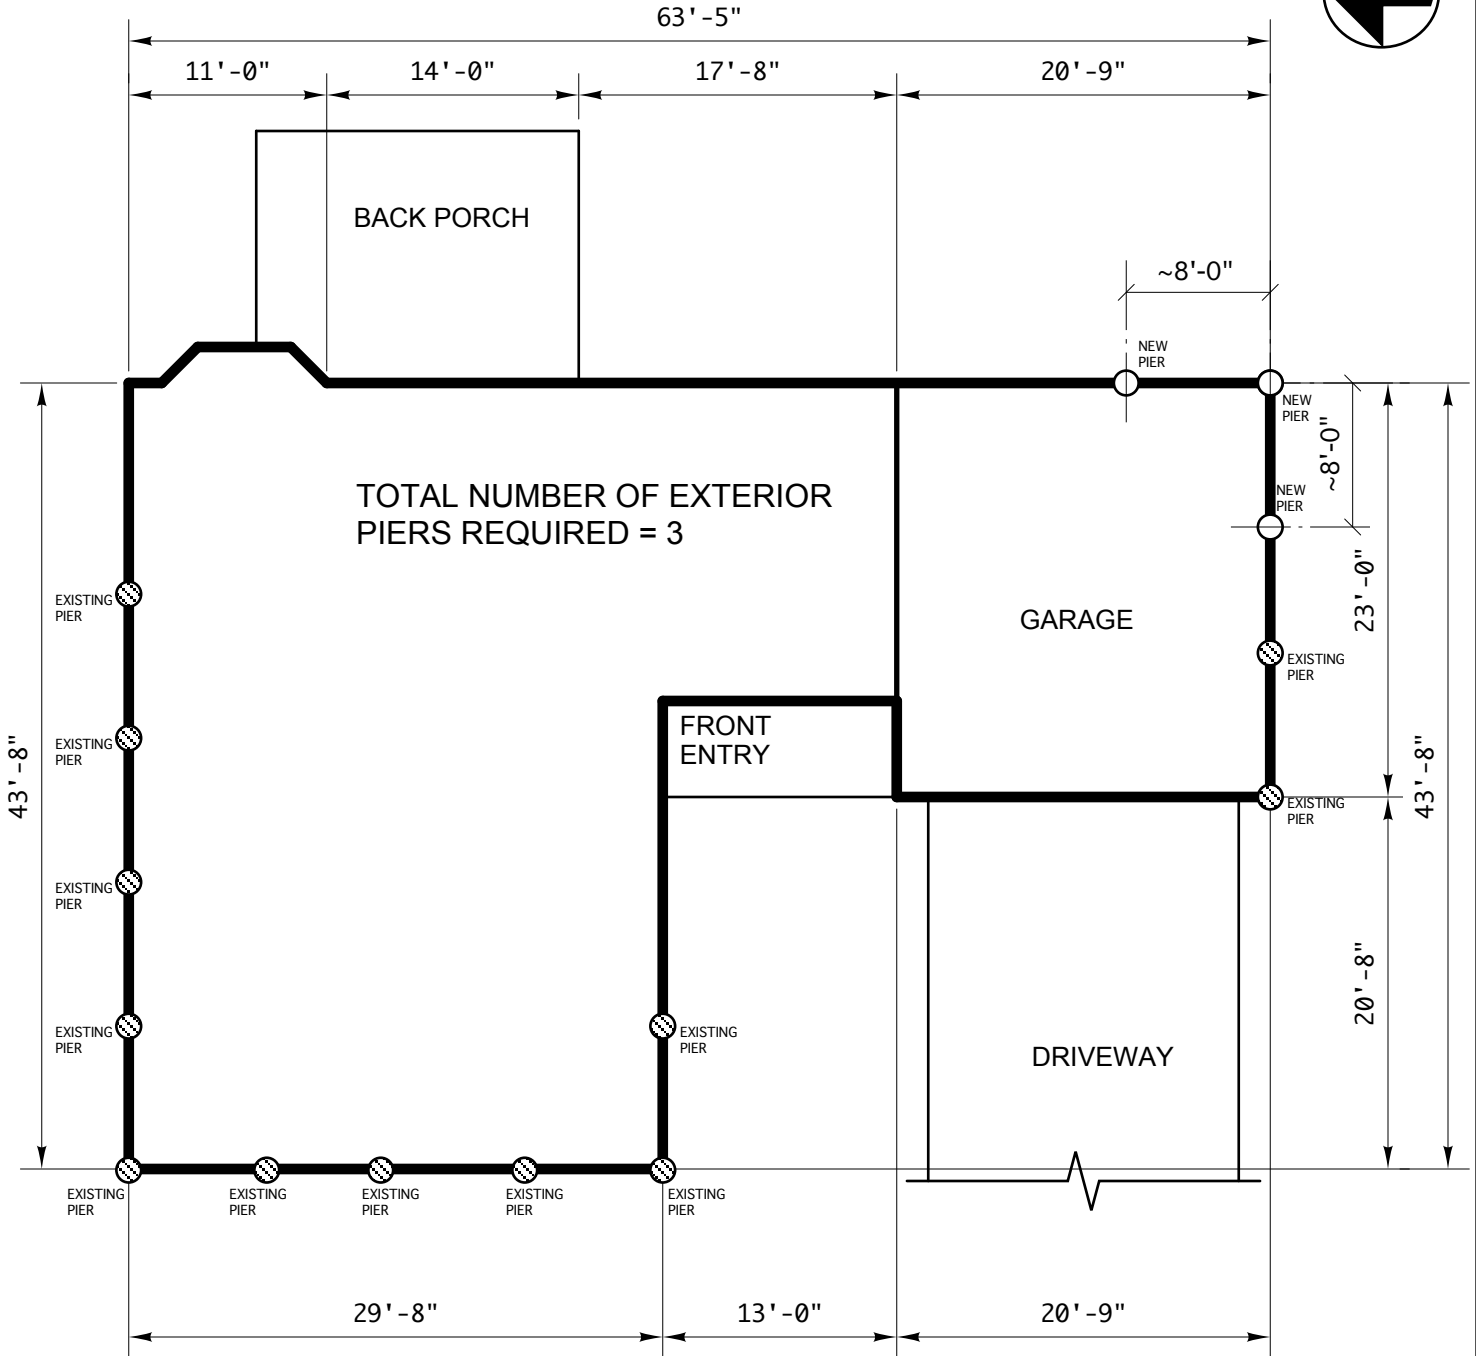 63'-5"
11'-0"
14'-0"
17'-8"
20'-9"
BACK PORCH
~8'-0"
NEW
PIER
NEW
PIER
~8'-0"
TOTAL NUMBER OF EXTERIOR
PIERS REQUIRED = 3
NEW
PIER
23'-0"
EXISTING
PIER
GARAGE
EXISTING
PIER
FRONT
ENTRY
EXISTING
PIER
43'-8"
43'-8"
EXISTING
PIER
EXISTING
PIER
20'-8"
EXISTING
PIER
EXISTING
PIER
DRIVEWAY
EXISTING
PIER
EXISTING
PIER
EXISTING
PIER
EXISTING
PIER
EXISTING
PIER
29'-8"
13'-0"
20'-9"